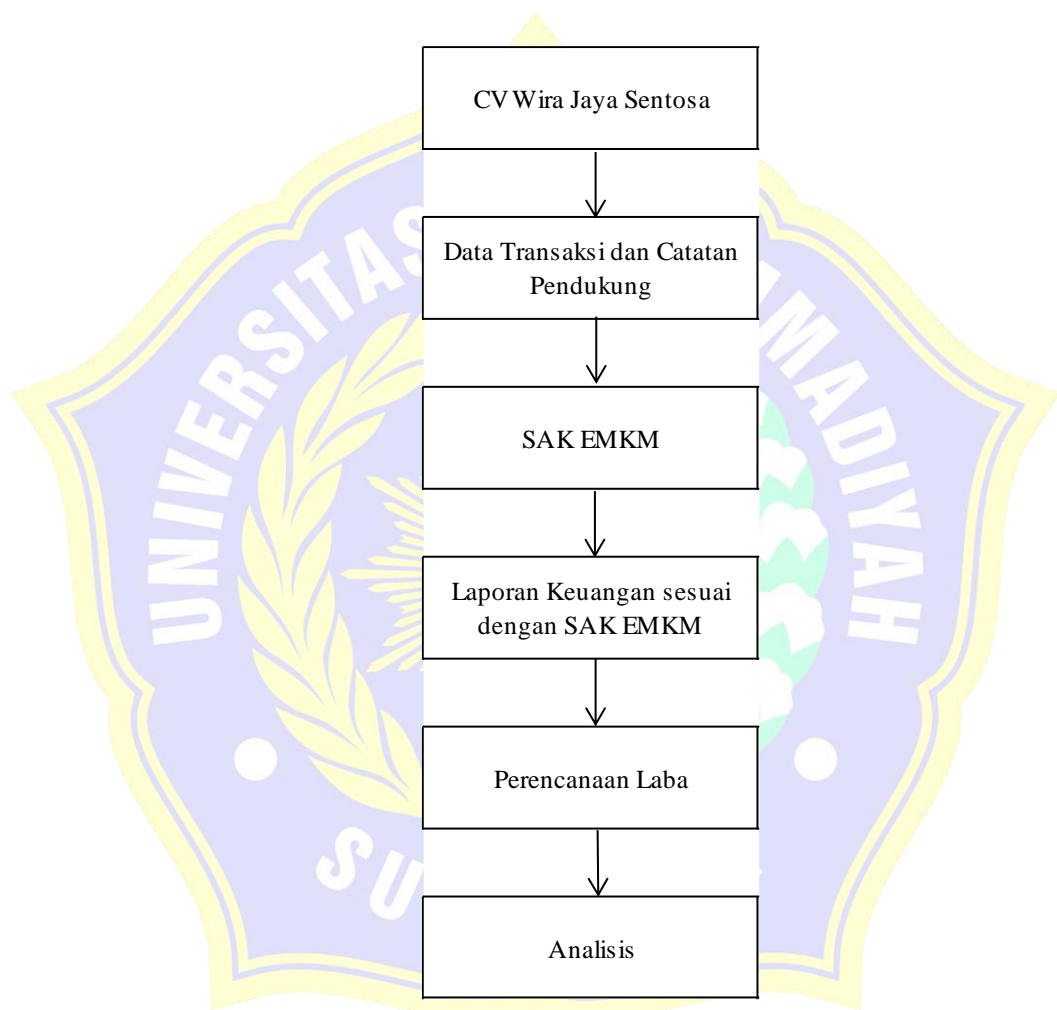 CV Wira Jaya Sentosa
Data Transaksi dan Catatan
Pendukung
SAK EMKM
Laporan Keuangan sesuai
dengan SAK EMKM
Perencanaan Laba
Analisis
UNIVERSITAS